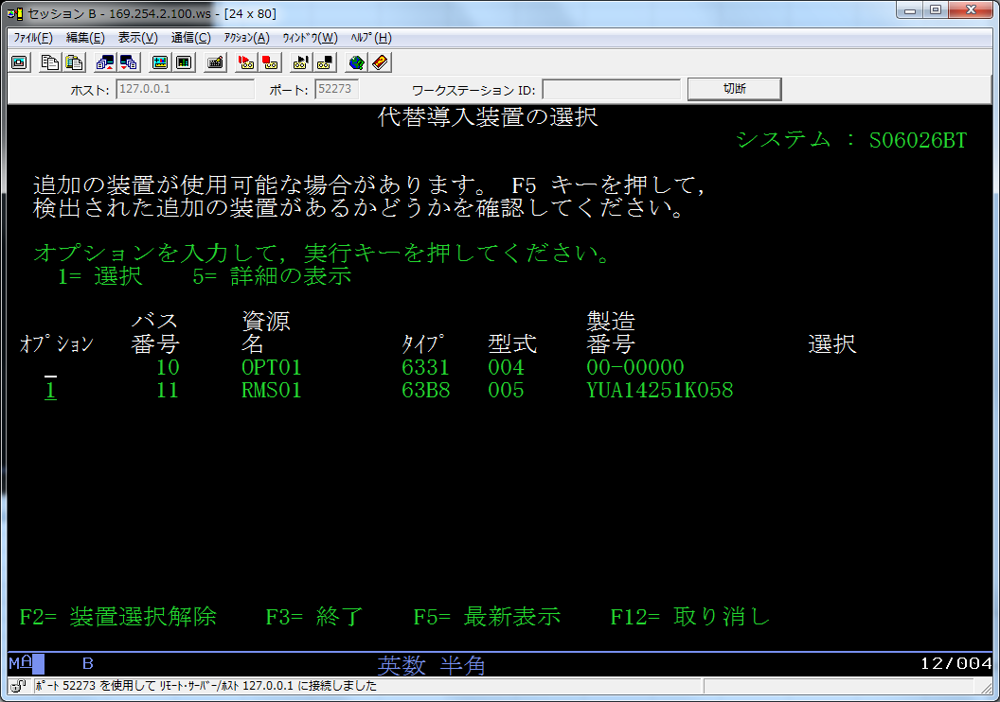 セッション B - 169.254.2.100.ws - [24 x 80]
ﾌｧｲﾙ(F) 編集(E) 表示(V) 通信(C) ｱｸｼｮﾝ(A) ｳｨﾝﾄﾞｳ(W) ﾍﾙﾌﾟ(H)
ホスト: 127.0.0.1 ポート: 52273 ワークステーション ID: 切断
代替導入装置の選択
システム : S06026BT
追加の装置が使用可能な場合があります。 F5 キーを押して,
検出された追加の装置があるかどうかを確認してください。
オプションを入力して, 実行キーを押してください。
1= 選択 5= 詳細の表示
バス 資源 製造
ｵﾌﾟｼｮﾝ 番号 名 ﾀｲﾌﾟ 型式 番号 選択
10 OPT01 6331 004 00-00000
1 11 RMS01 63B8 005 YUA14251K058
F2= 装置選択解除 F3= 終了 F5= 最新表示 F12= 取り消し
MA B 英数 半角 12/004
ﾎﾟｰﾄ 52273 を使用して ﾘﾓｰﾄ･ｻｰﾊﾞｰ/ﾎｽﾄ 127.0.0.1 に接続しました